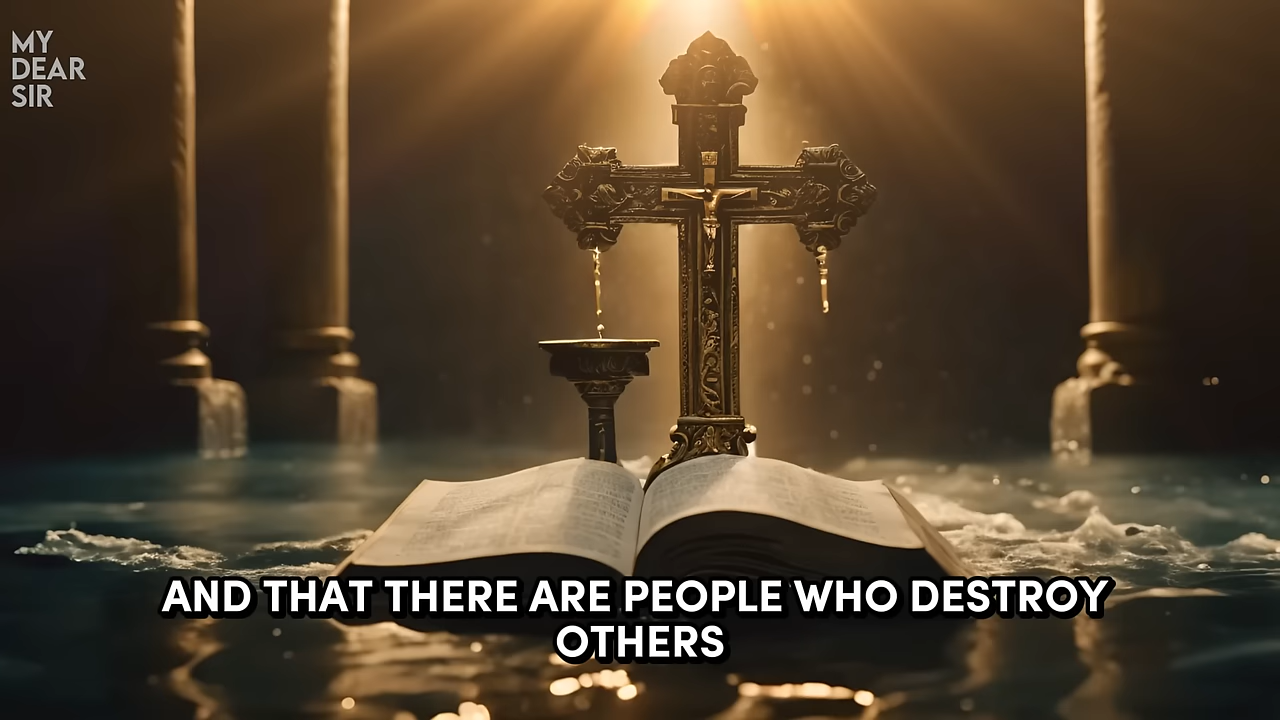 MY
DEAR
SIR
AND THAT THERE ARE PEOPLE WHO DESTROY
OTHERS